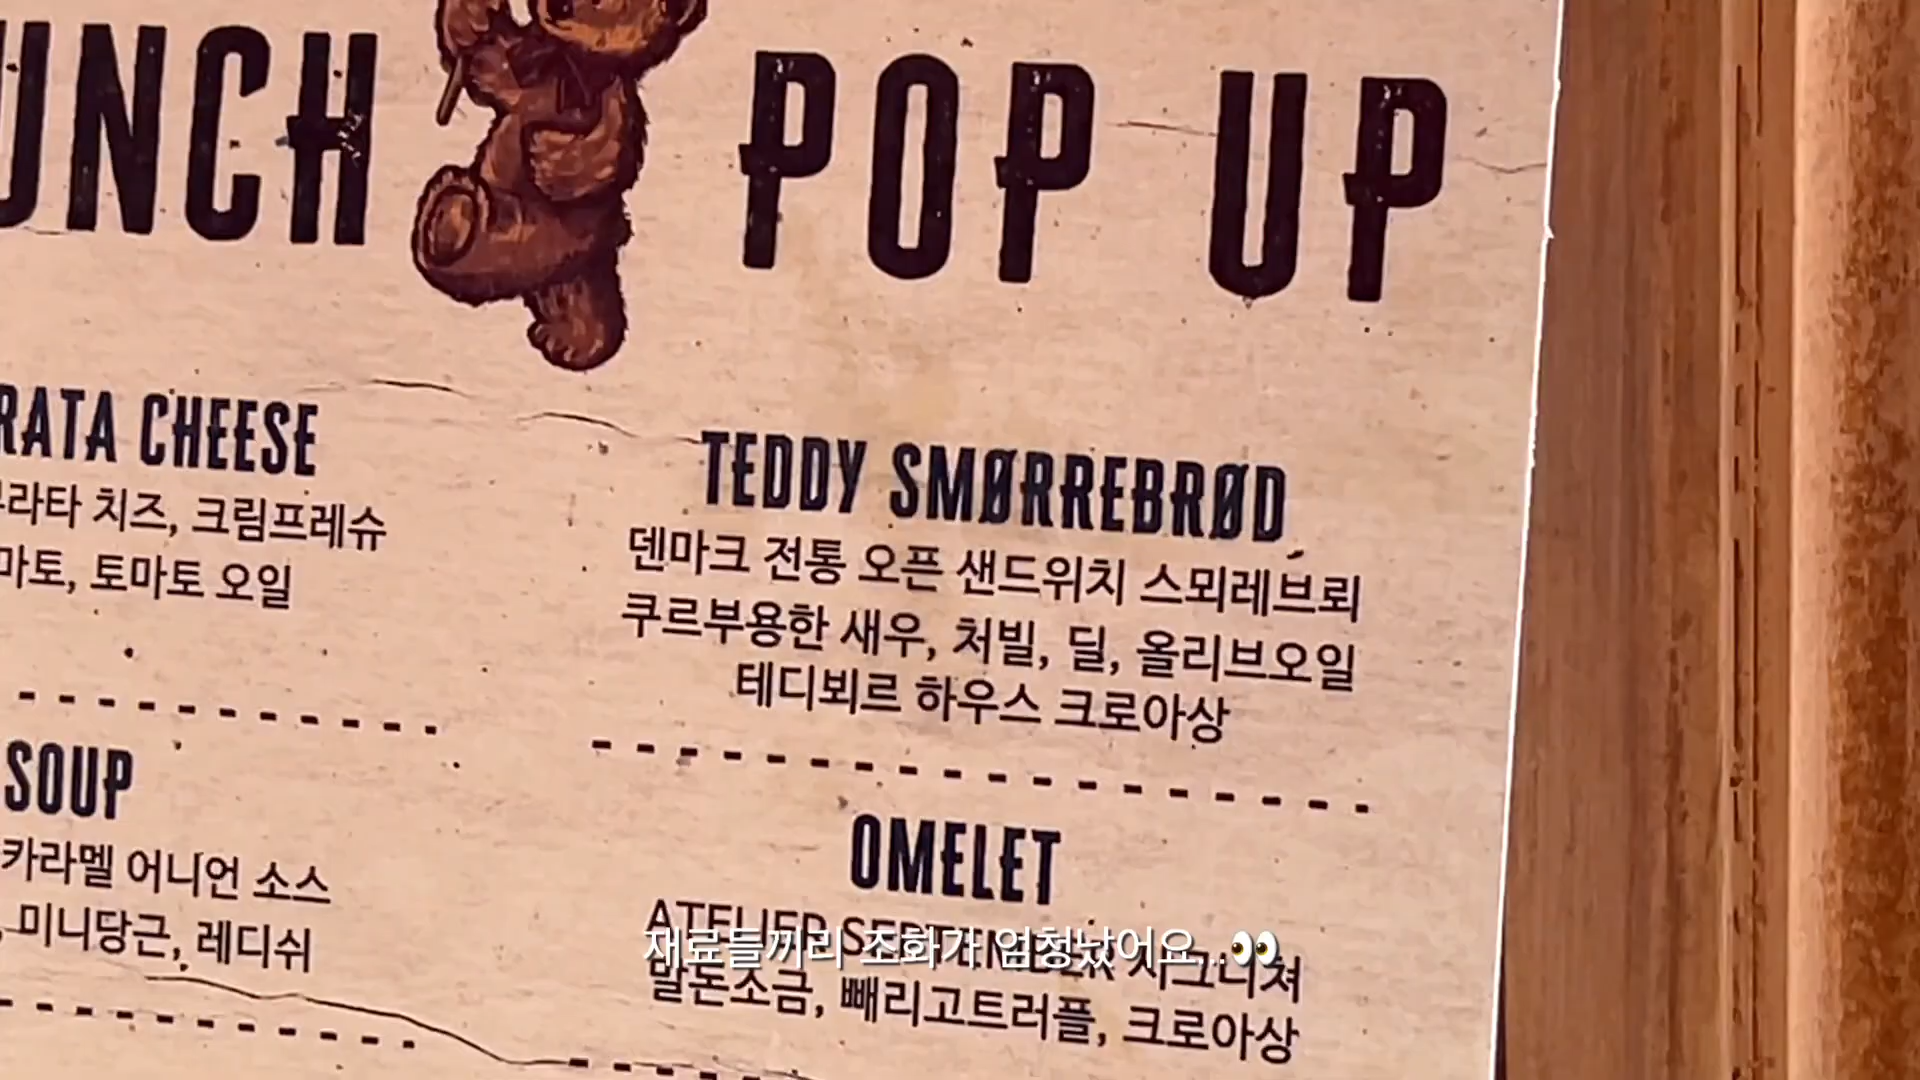 UNCH POP UP
RATA CHEESE
라타 치즈, 크림프레슈
마토, 토마토 오일
TEDDY SMØRREBRØD
덴마크 전통 오픈 샌드위치 스뫼레브뢰
쿠르부용한 새우, 처빌, 딜, 올리브오일
테디뵈르 하우스 크로아상
SOUP
카라멜 어니언 소스
, 미니당근, 레디쉬
OMELET
ATELIER SEPTEMBER 시그니쳐
말돈소금, 빼리고트러플, 크로아상
재료들끼리 조화가 엄청났어요...👀